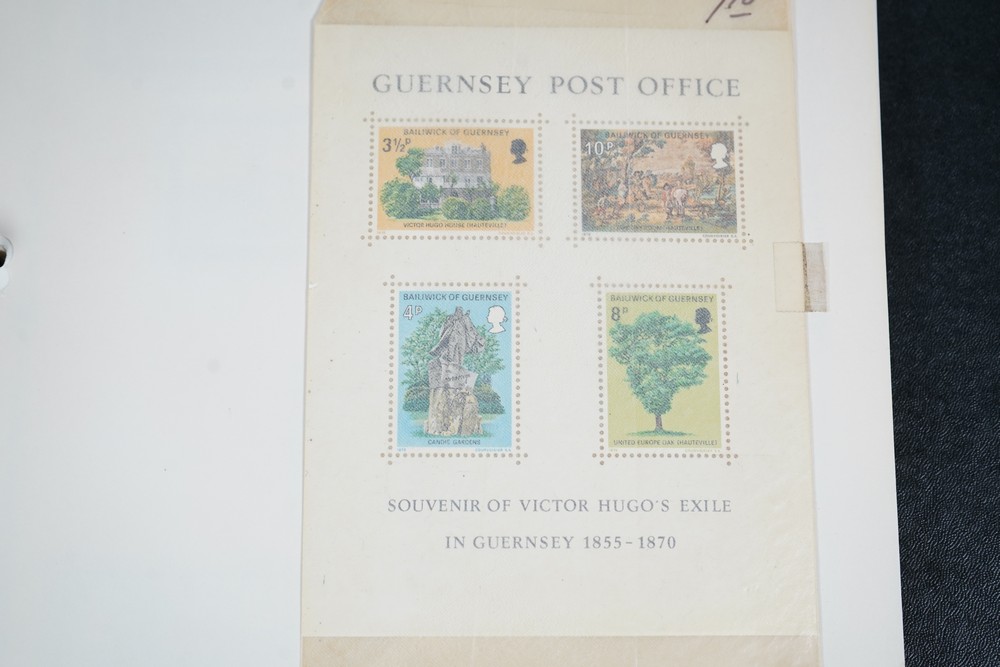 GUERNSEY POST OFFICE
BAILIWICK OF GUERNSEY
3½P
VICTOR HUGO HOUSE (HAUTEVILLE)
BAILIWICK OF GUERNSEY
10P
(HAUTEVILLE)
BAILIWICK OF GUERNSEY
4P
CANDIE GARDENS
BAILIWICK OF GUERNSEY
8P
UNITED EUROPE OAK (HAUTEVILLE)
SOUVENIR OF VICTOR HUGO'S EXILE
IN GUERNSEY 1855-1870